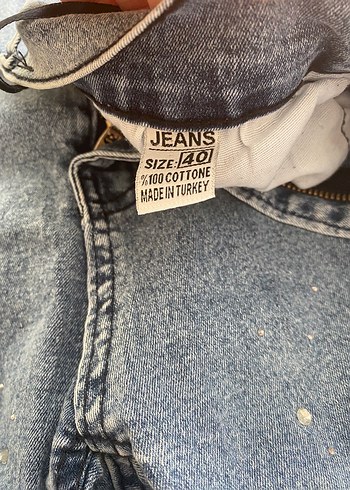 JEANS
SIZE: 40
%100 COTTONE
MADE IN TURKEY